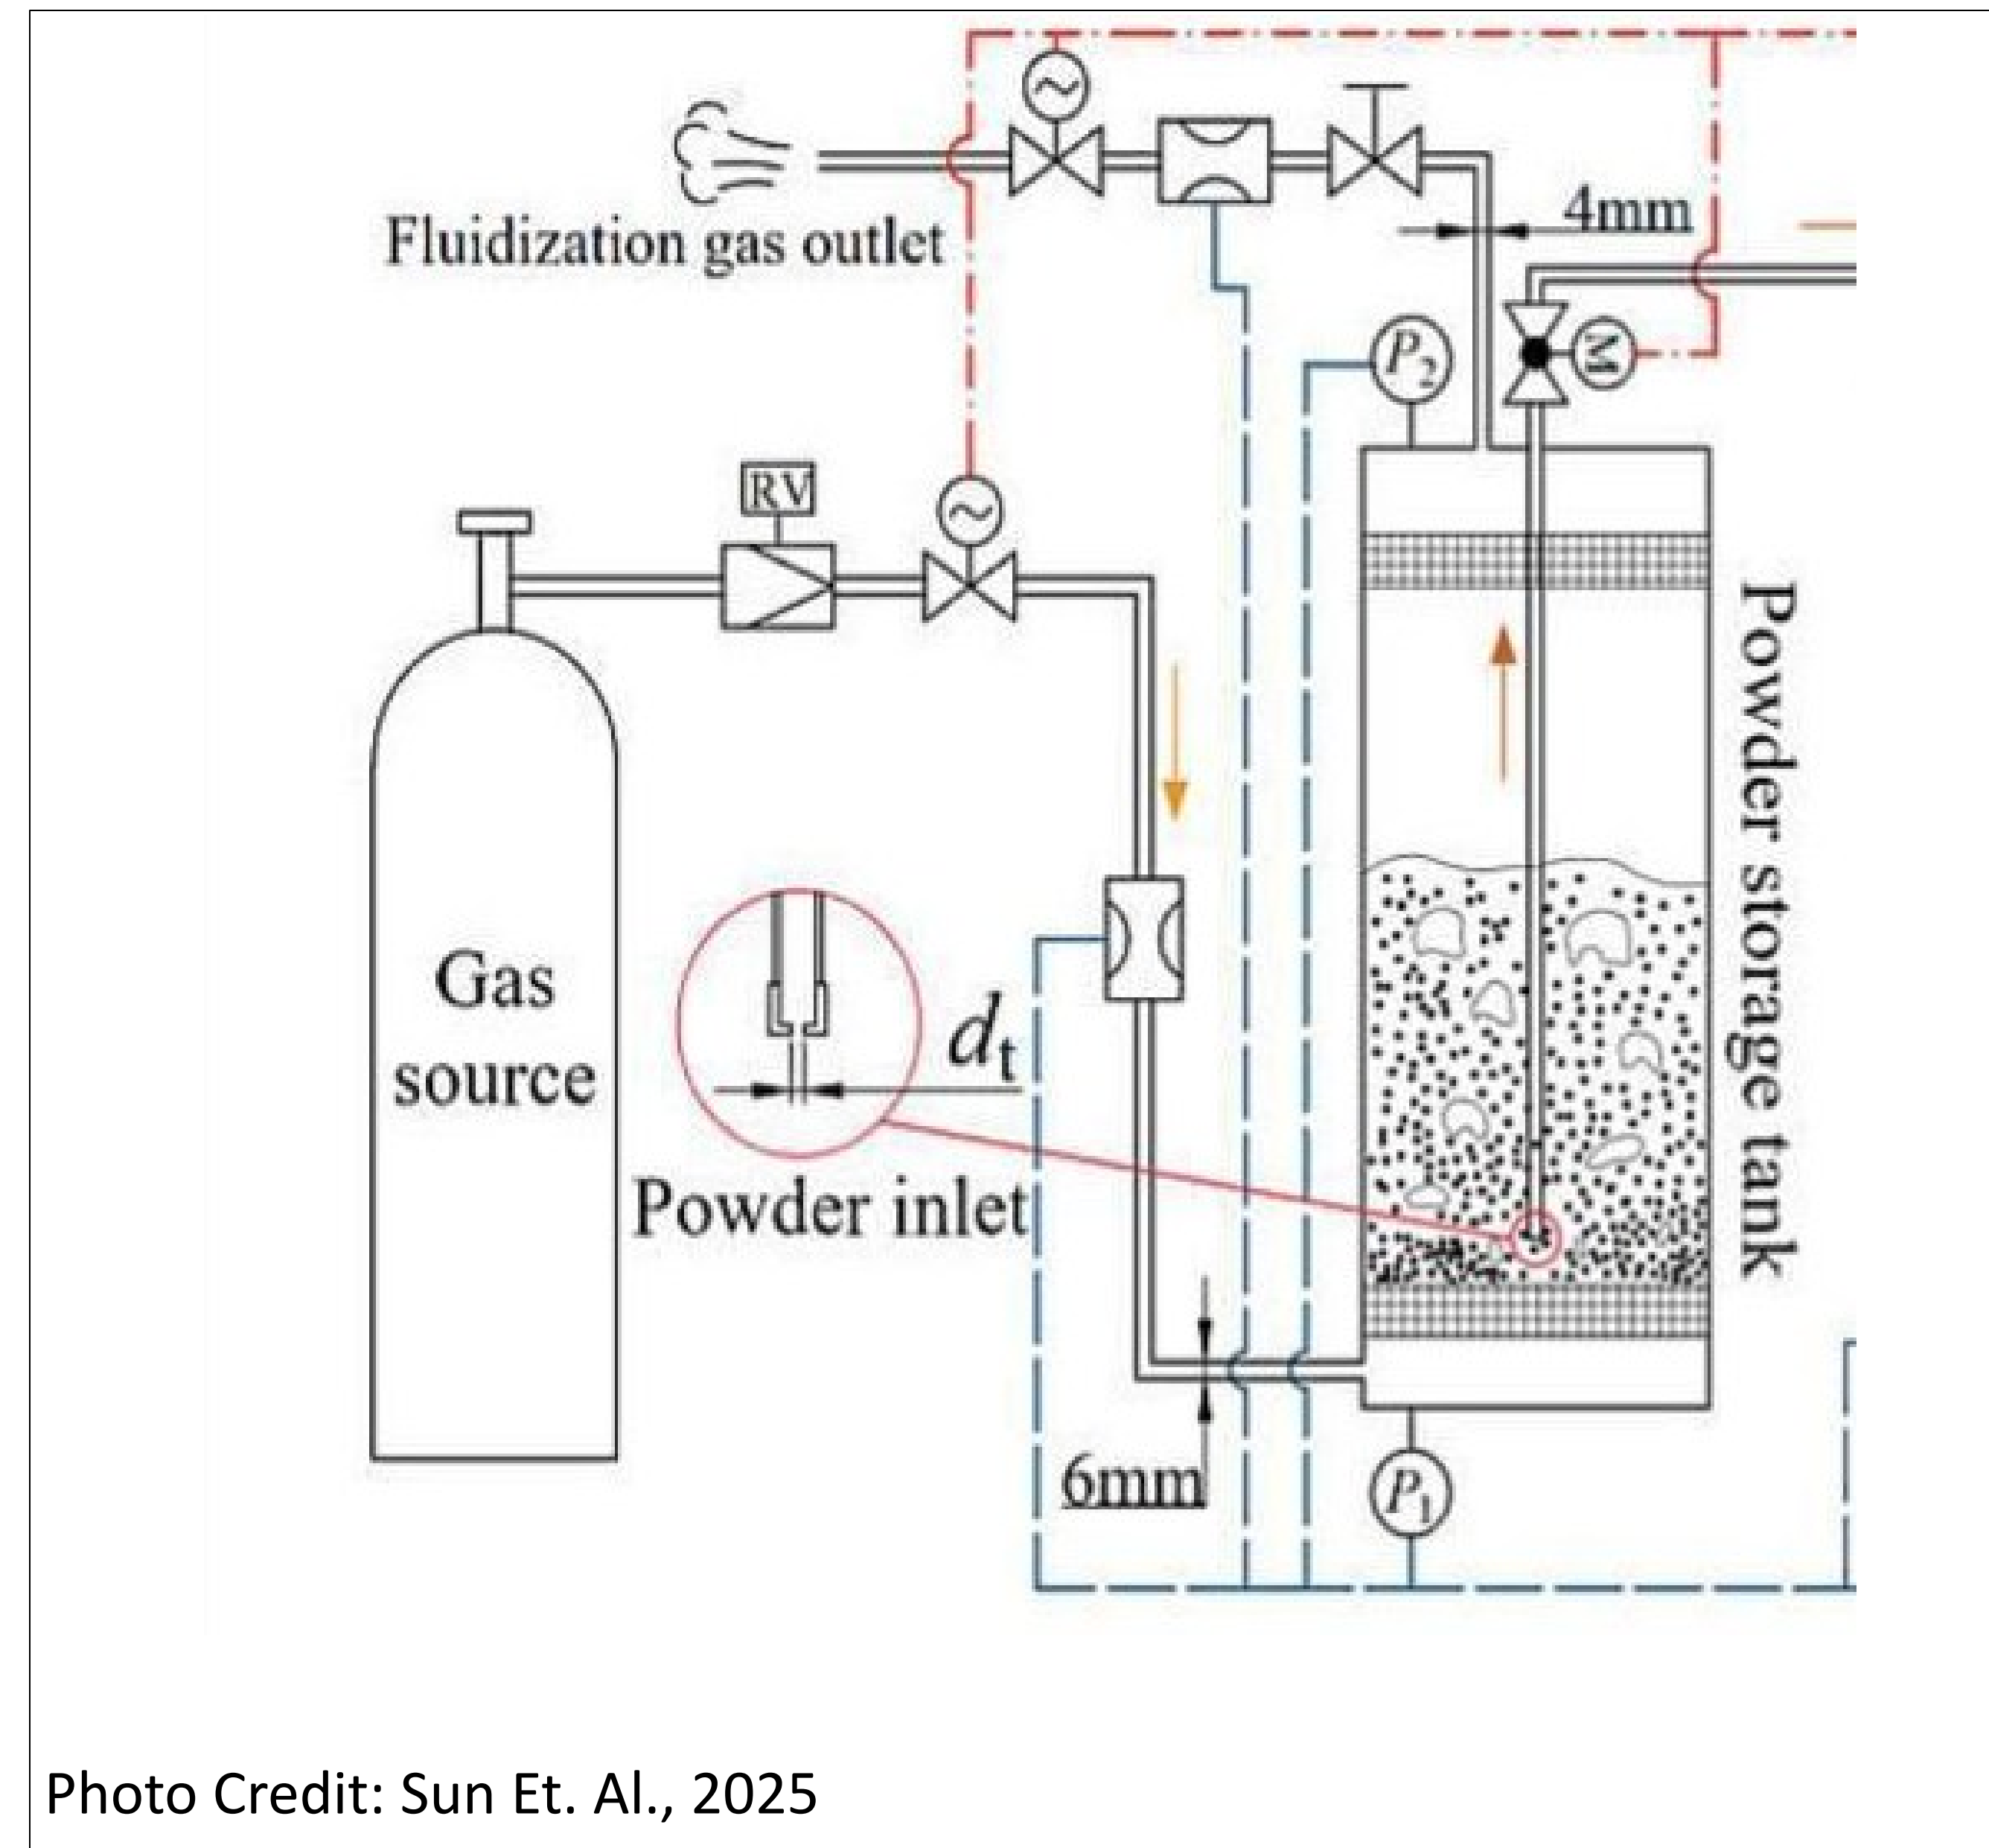 4mm
Fluidization gas outlet
P2
M
RV
Powder storage tank
Gas
source
dt
Powder inlet
6mm
P1
Photo Credit: Sun Et. Al., 2025